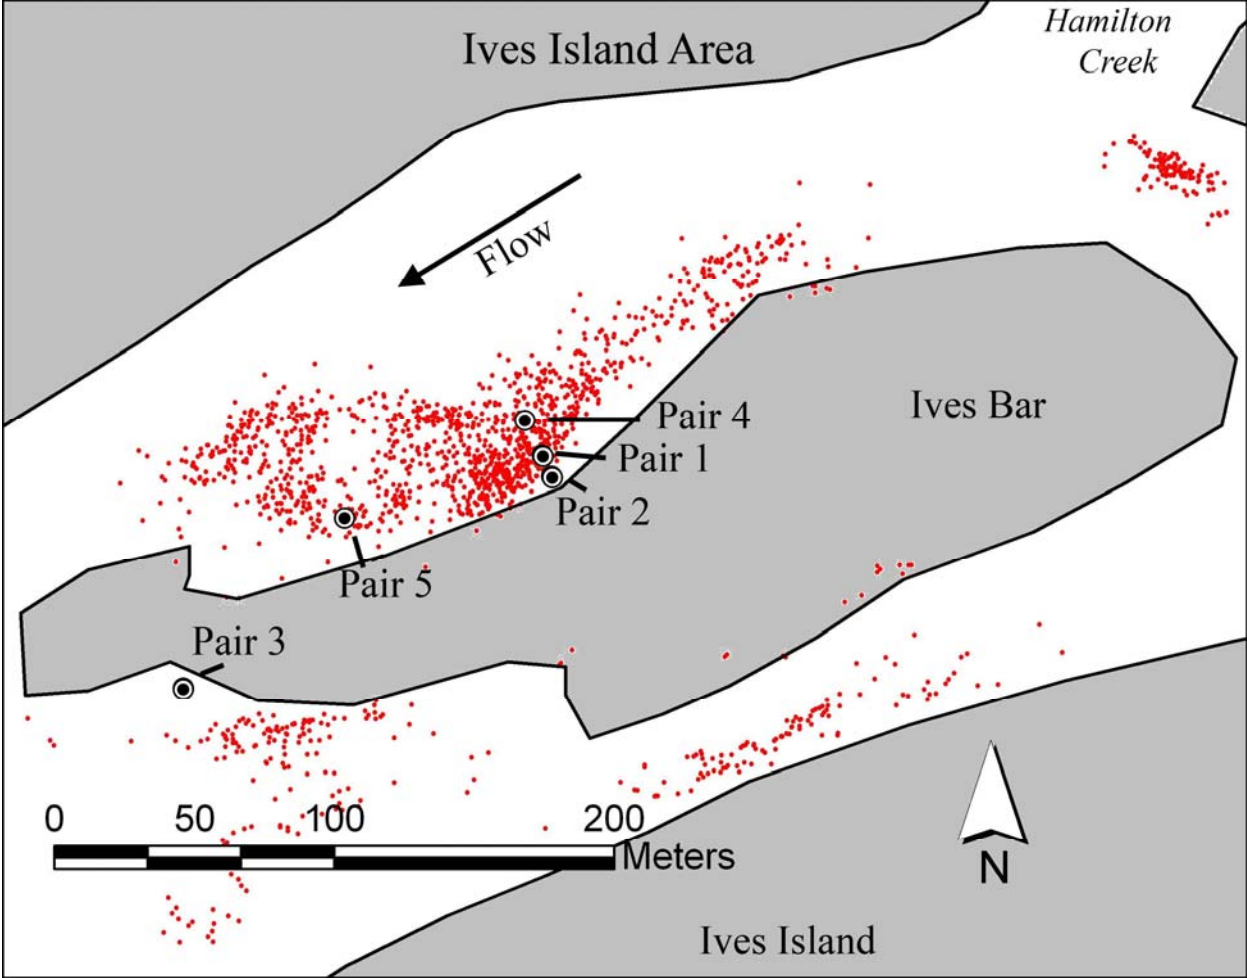 Hamilton
Creek
Ives Island Area
Flow
Ives Bar
Pair 4
Pair 1
Pair 2
Pair 5
Pair 3
0 50 100 200
Meters
N
Ives Island